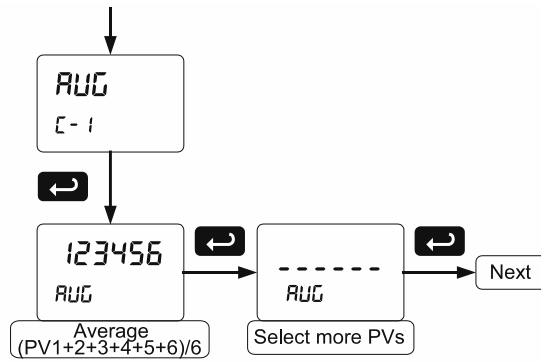 AUG
C-1
123456
AUG
------
AUG
Next
Average
(PV1+2+3+4+5+6)/6
Select more PVs